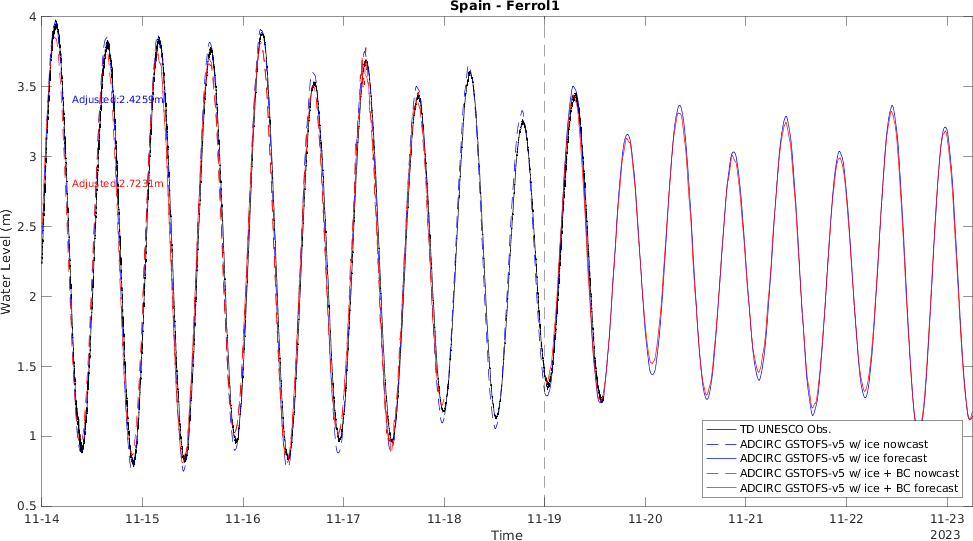 Spain - Ferrol1
4
3.5
3
2.5
2
1.5
1
0.5
Water Level (m)
Adjusted:2.4259m
Adjusted:2.7231m
TD UNESCO Obs.
ADCIRC GSTOFS-v5 w/ ice nowcast
ADCIRC GSTOFS-v5 w/ ice forecast
ADCIRC GSTOFS-v5 w/ ice + BC nowcast
ADCIRC GSTOFS-v5 w/ ice + BC forecast
11-14 11-15 11-16 11-17 11-18 11-19 11-20 11-21 11-22 11-23
2023
Time